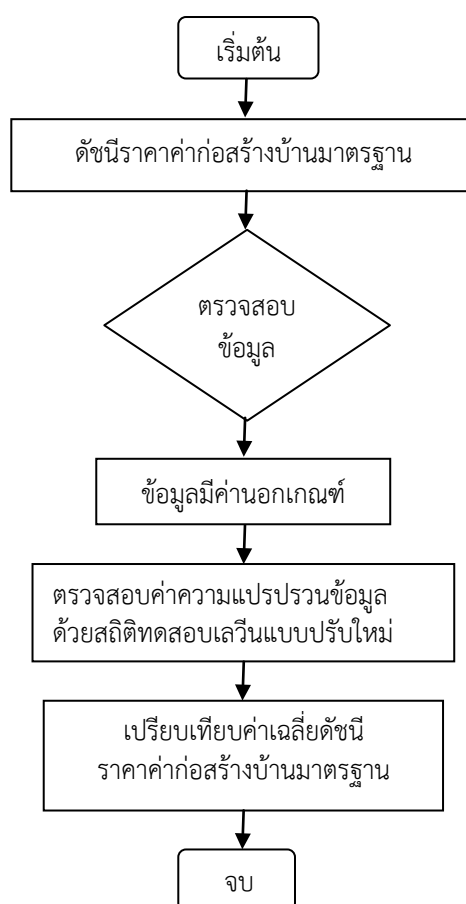 เริ่มต้น
ดัชนีราคาค่าก่อสร้างบ้านมาตรฐาน
ตรวจสอบ
ข้อมูล
ข้อมูลมีค่านอกเกณฑ์
ตรวจสอบค่าความแปรปรวนข้อมูล
ด้วยสถิติทดสอบเลวีนแบบปรับใหม่
เปรียบเทียบค่าเฉลี่ยดัชนี
ราคาค่าก่อสร้างบ้านมาตรฐาน
จบ